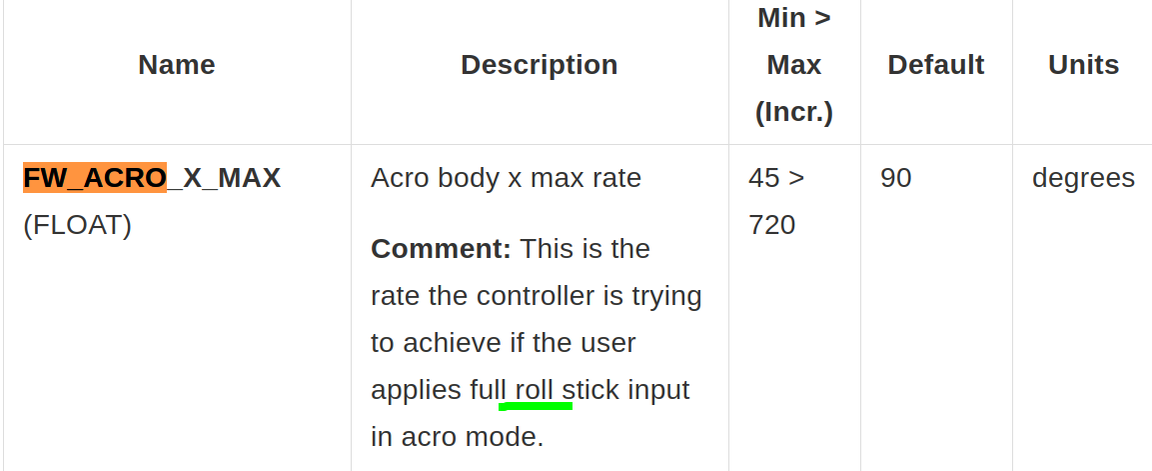 Name Description Min > Max (Incr.) Default Units
FW_ACRO_X_MAX
(FLOAT)
Acro body x max rate
Comment: This is the
rate the controller is trying
to achieve if the user
applies full roll stick input
in acro mode.
45 >
720
90
degrees